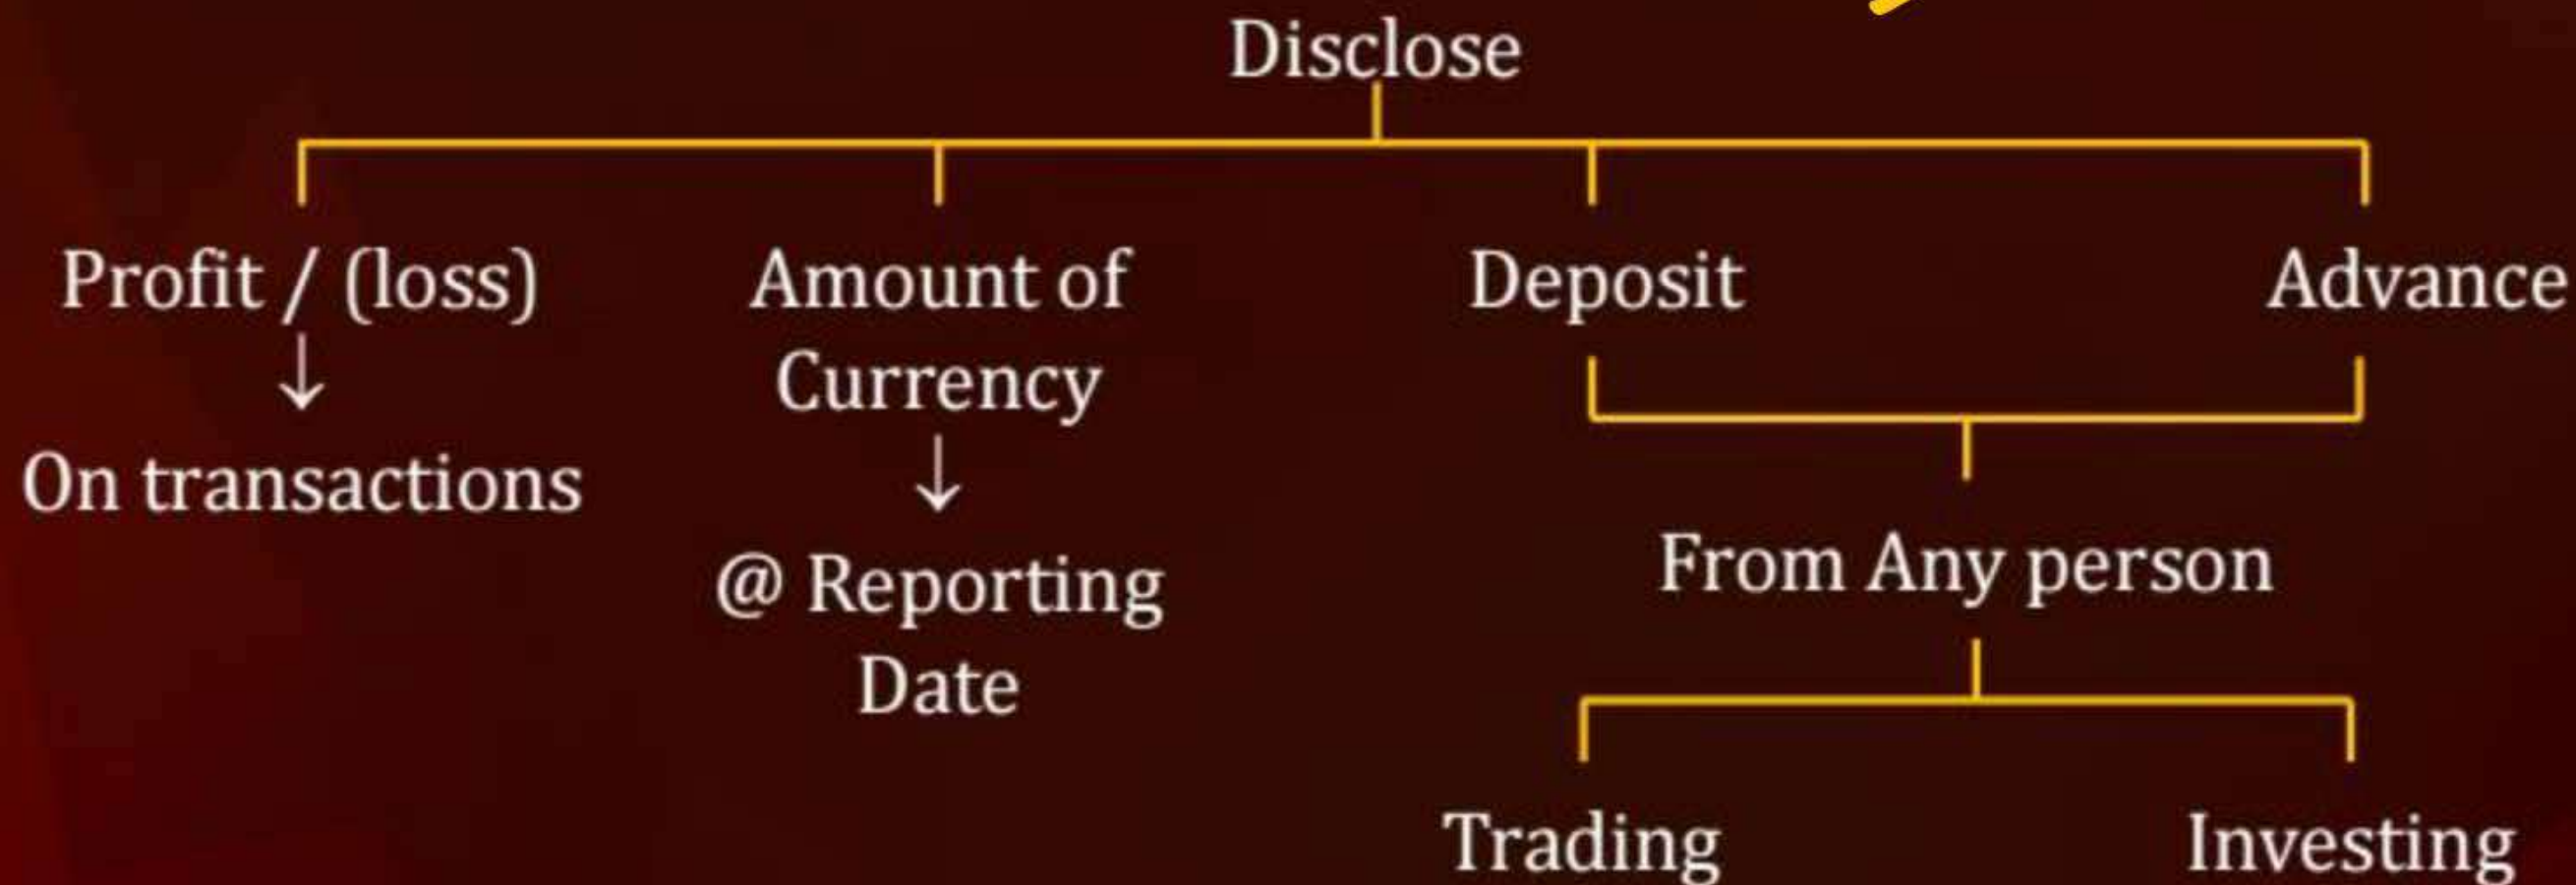 Disclose
Profit / (loss)
↓
On transactions
Amount of
Currency
↓
@ Reporting
Date
Deposit
Advance
From Any person
Trading
Investing